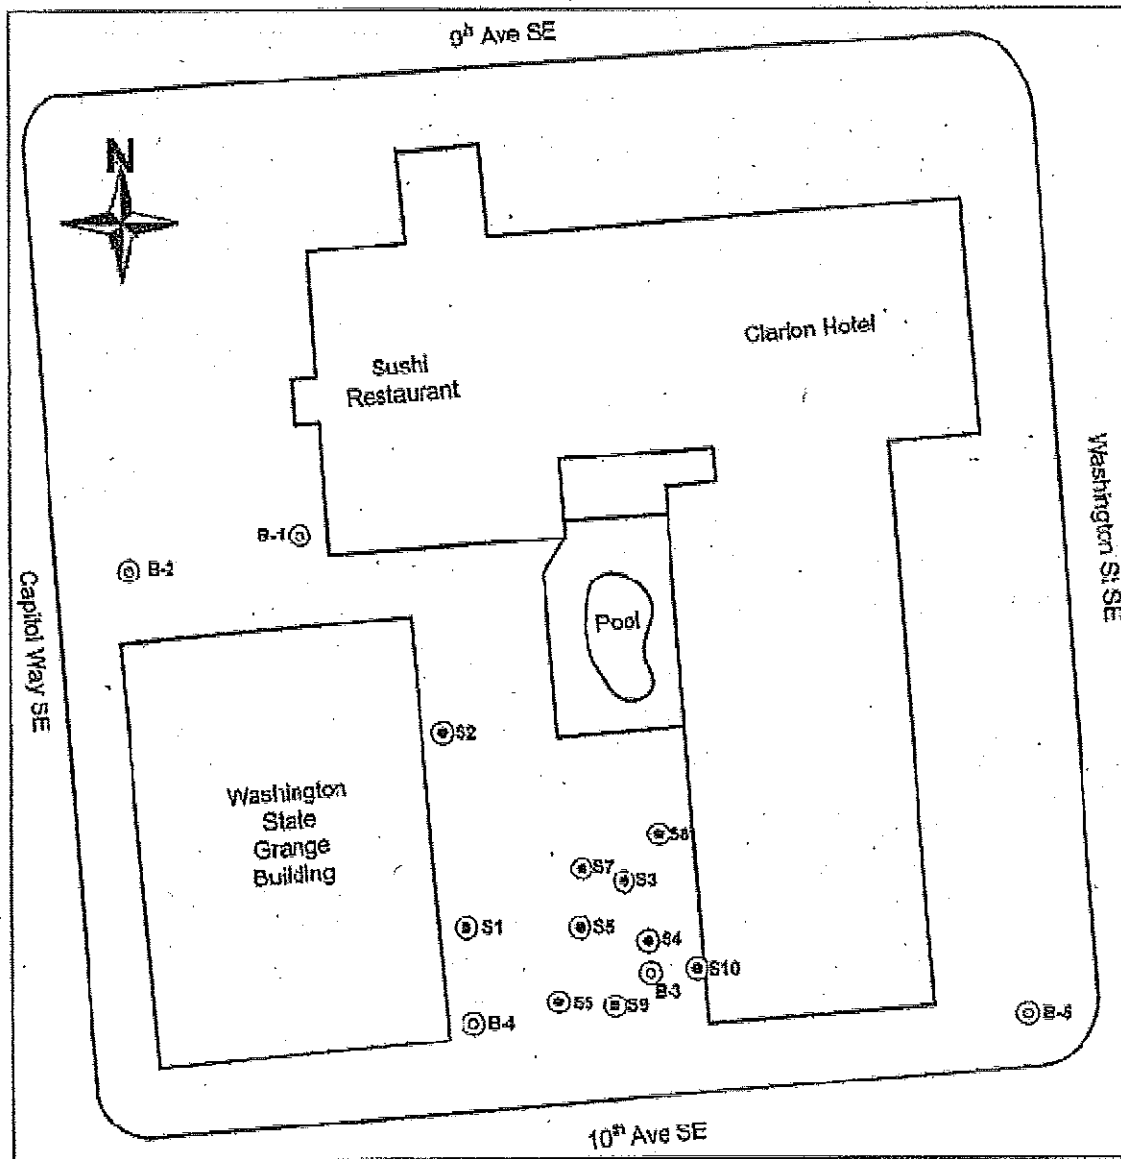 9th Ave SE
N
Sushi
Restaurant
Clarion Hotel
Washington St SE
B-1
B-2
Capitol Way SE
Pool
S2
Washington
State
Grange
Building
S8
S7
S3
S1
S5
S4
S10
B-3
S5
S9
B-4
B-5
10th Ave SE